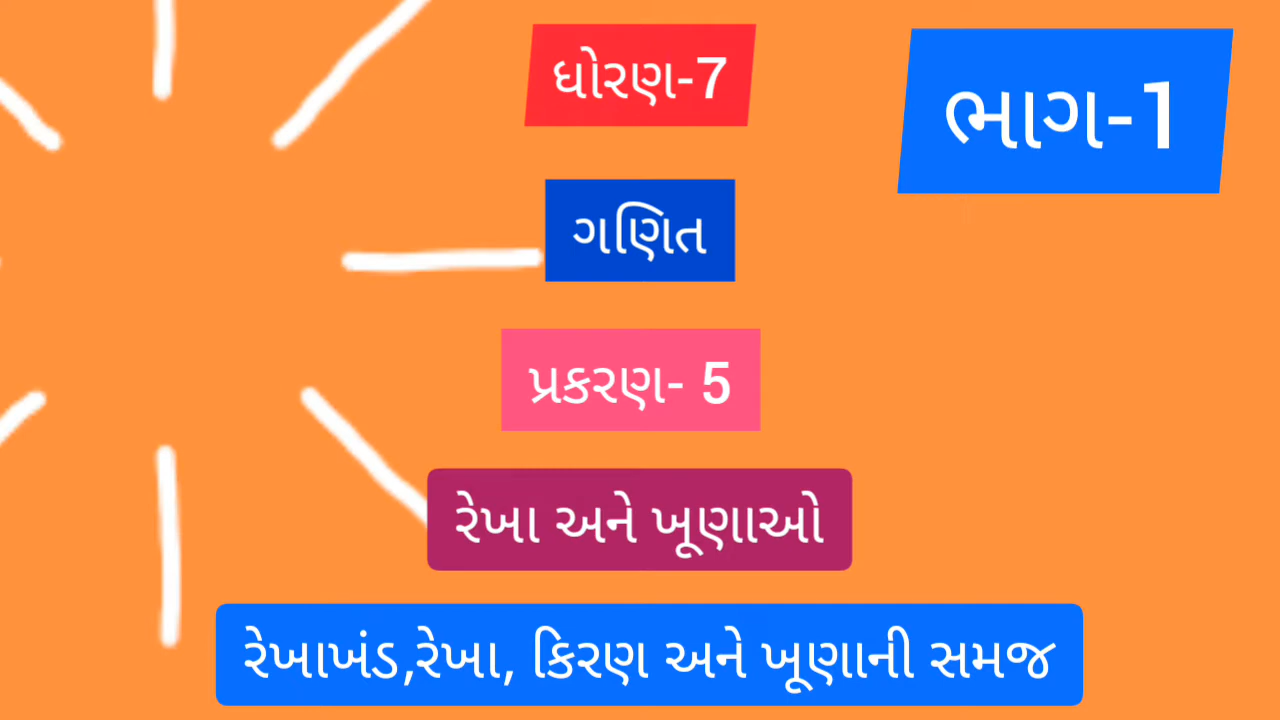 ધોરણ-7
ભાગ-1
ગણિત
પ્રકરણ- 5
રેખા અને ખૂણાઓ
રેખાખંડ,રેખા, કિરણ અને ખૂણાની સમજ